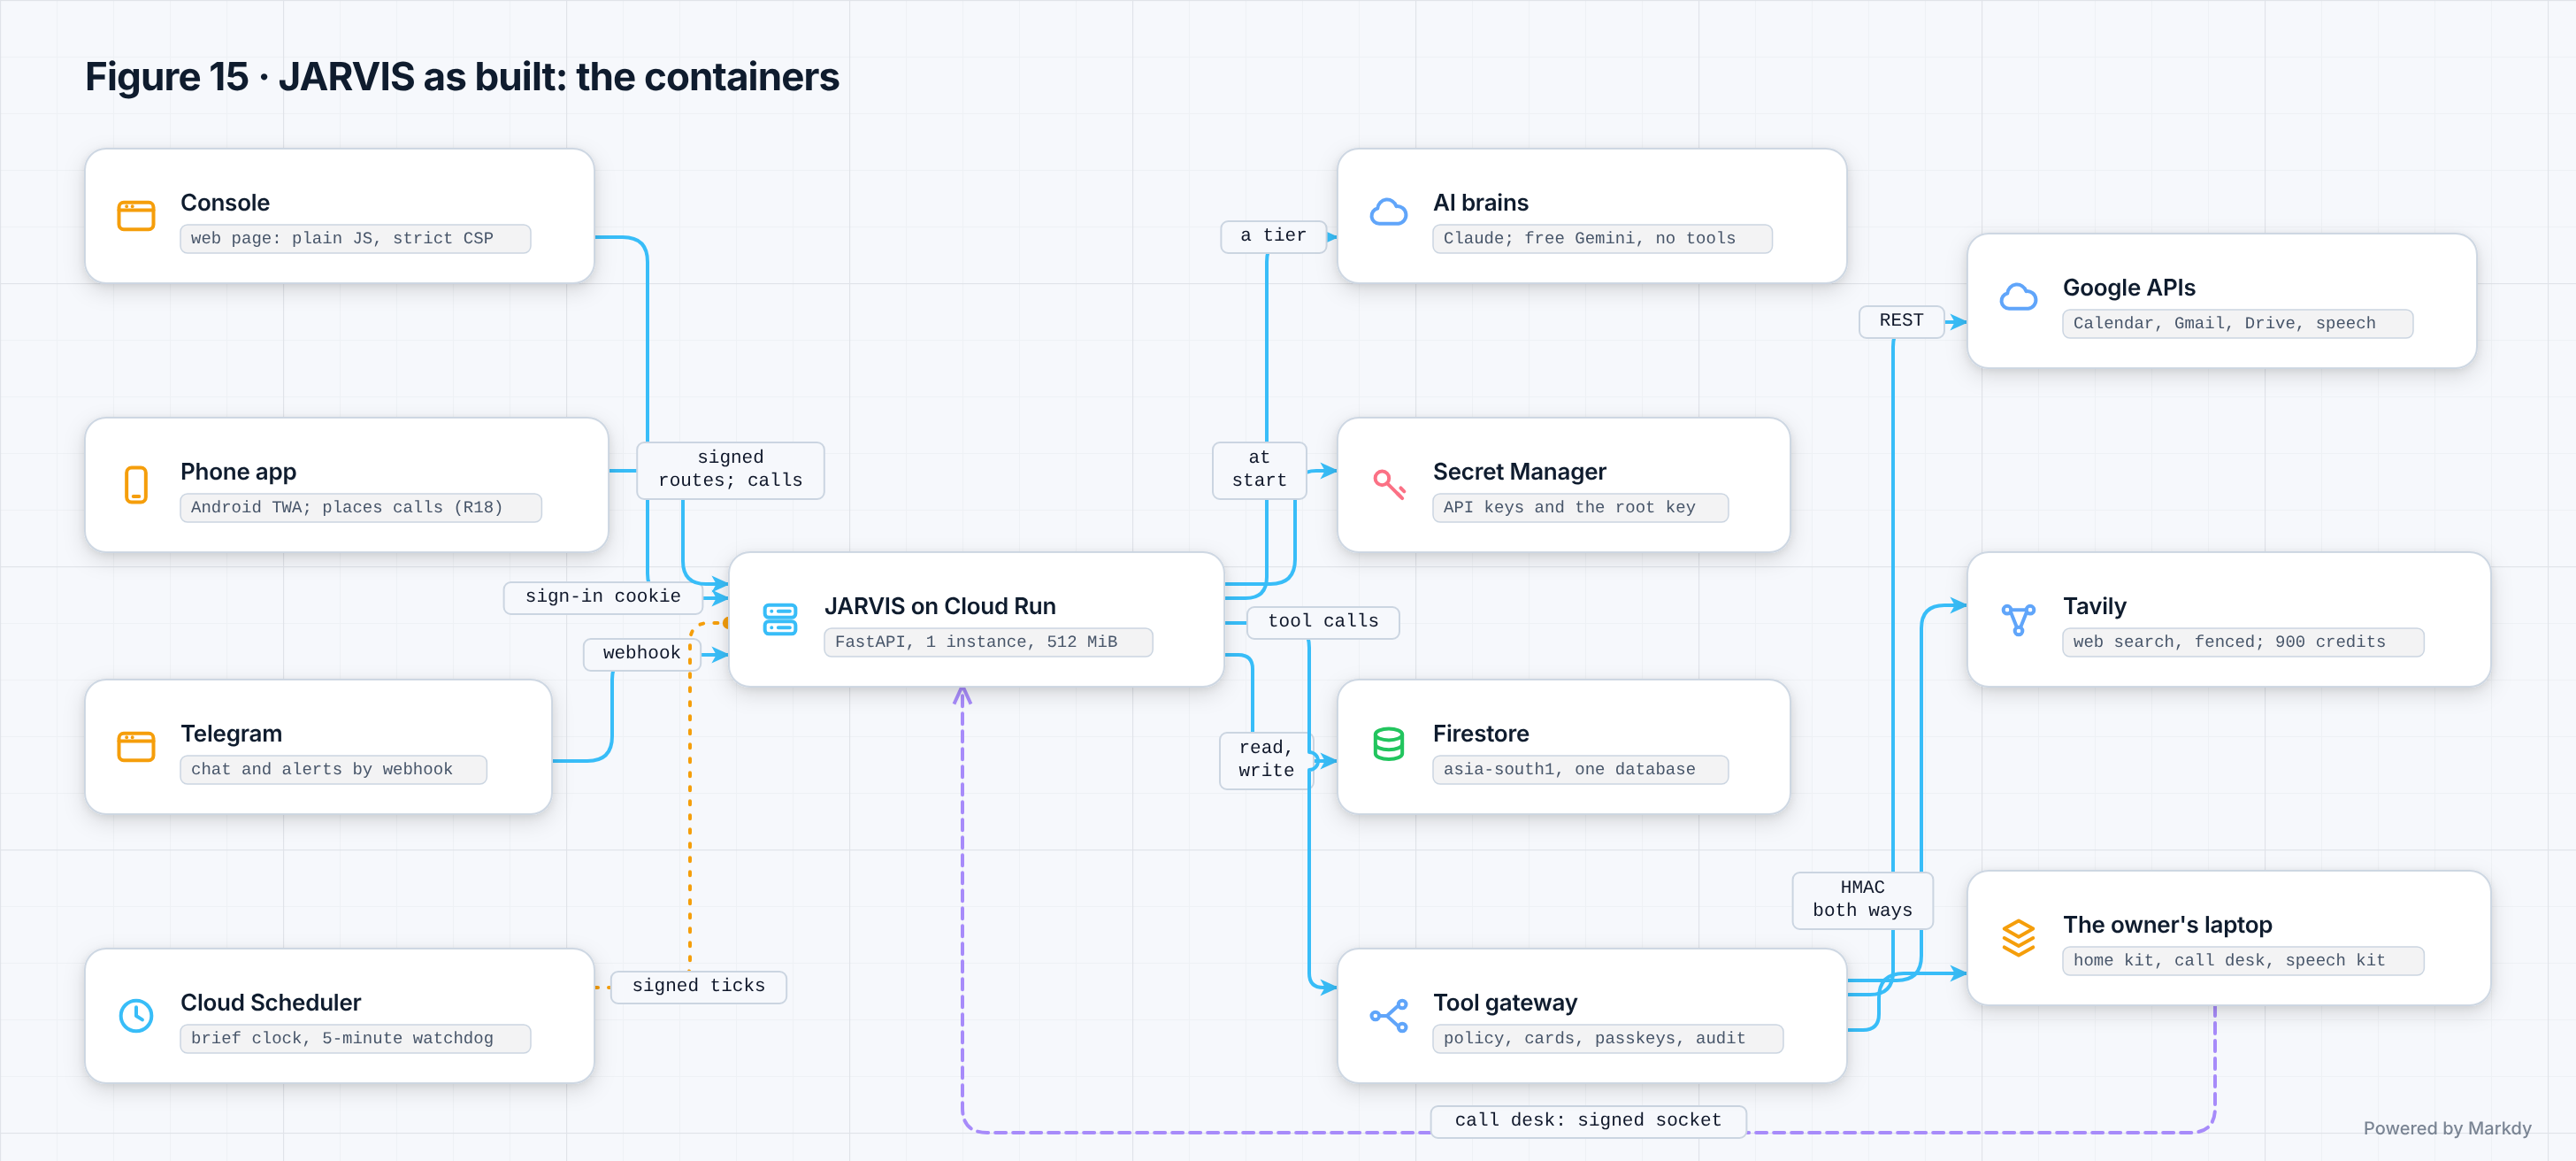 Figure 15 · JARVIS as built: the containers
Console
web page: plain JS, strict CSP
Phone app
Android TWA; places calls (R18)
Telegram
chat and alerts by webhook
Cloud Scheduler
brief clock, 5-minute watchdog
signed
routes; calls
sign-in cookie
webhook
signed ticks
JARVIS on Cloud Run
FastAPI, 1 instance, 512 MiB
a tier
at
start
tool calls
read,
write
AI brains
Claude; free Gemini, no tools
Secret Manager
API keys and the root key
Firestore
asia-south1, one database
Tool gateway
policy, cards, passkeys, audit
call desk: signed socket
REST
HMAC
both ways
Google APIs
Calendar, Gmail, Drive, speech
Tavily
web search, fenced; 900 credits
The owner's laptop
home kit, call desk, speech kit
Powered by Markdy